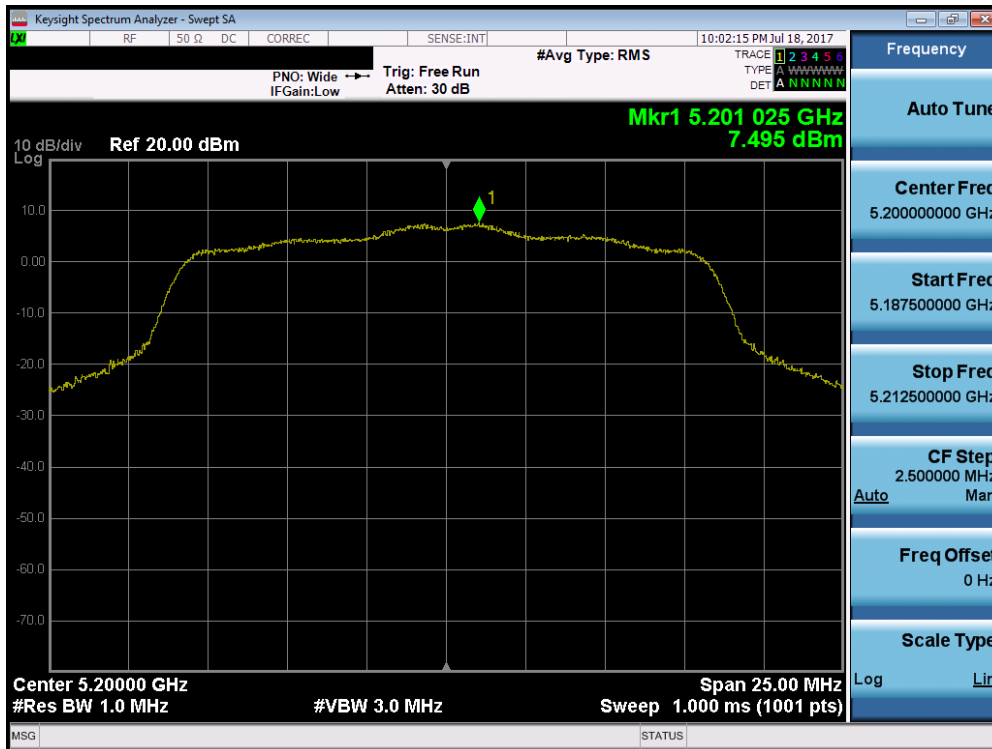 Keysight Spectrum Analyzer - Swept SA
LXI RF 50 Ω DC CORREC SENSE:INT 10:02:15 PM Jul 18, 2017
PNO: Wide Trig: Free Run #Avg Type: RMS TRACE 1 2 3 4 5 6
IFGain:Low Atten: 30 dB TYPE A WWWWW
DET A N N N N N
Mkr1 5.201 025 GHz
7.495 dBm
10 dB/div Ref 20.00 dBm
Log
1
10.0
0.00
-10.0
-20.0
-30.0
-40.0
-50.0
-60.0
-70.0
Center 5.20000 GHz Span 25.00 MHz
#Res BW 1.0 MHz #VBW 3.0 MHz Sweep 1.000 ms (1001 pts)
MSG STATUS
Frequency
Auto Tune
Center Freq
5.200000000 GHz
Start Freq
5.187500000 GHz
Stop Freq
5.212500000 GHz
CF Step
2.500000 MHz
Auto Man
Freq Offset
0 Hz
Scale Type
Log Lin